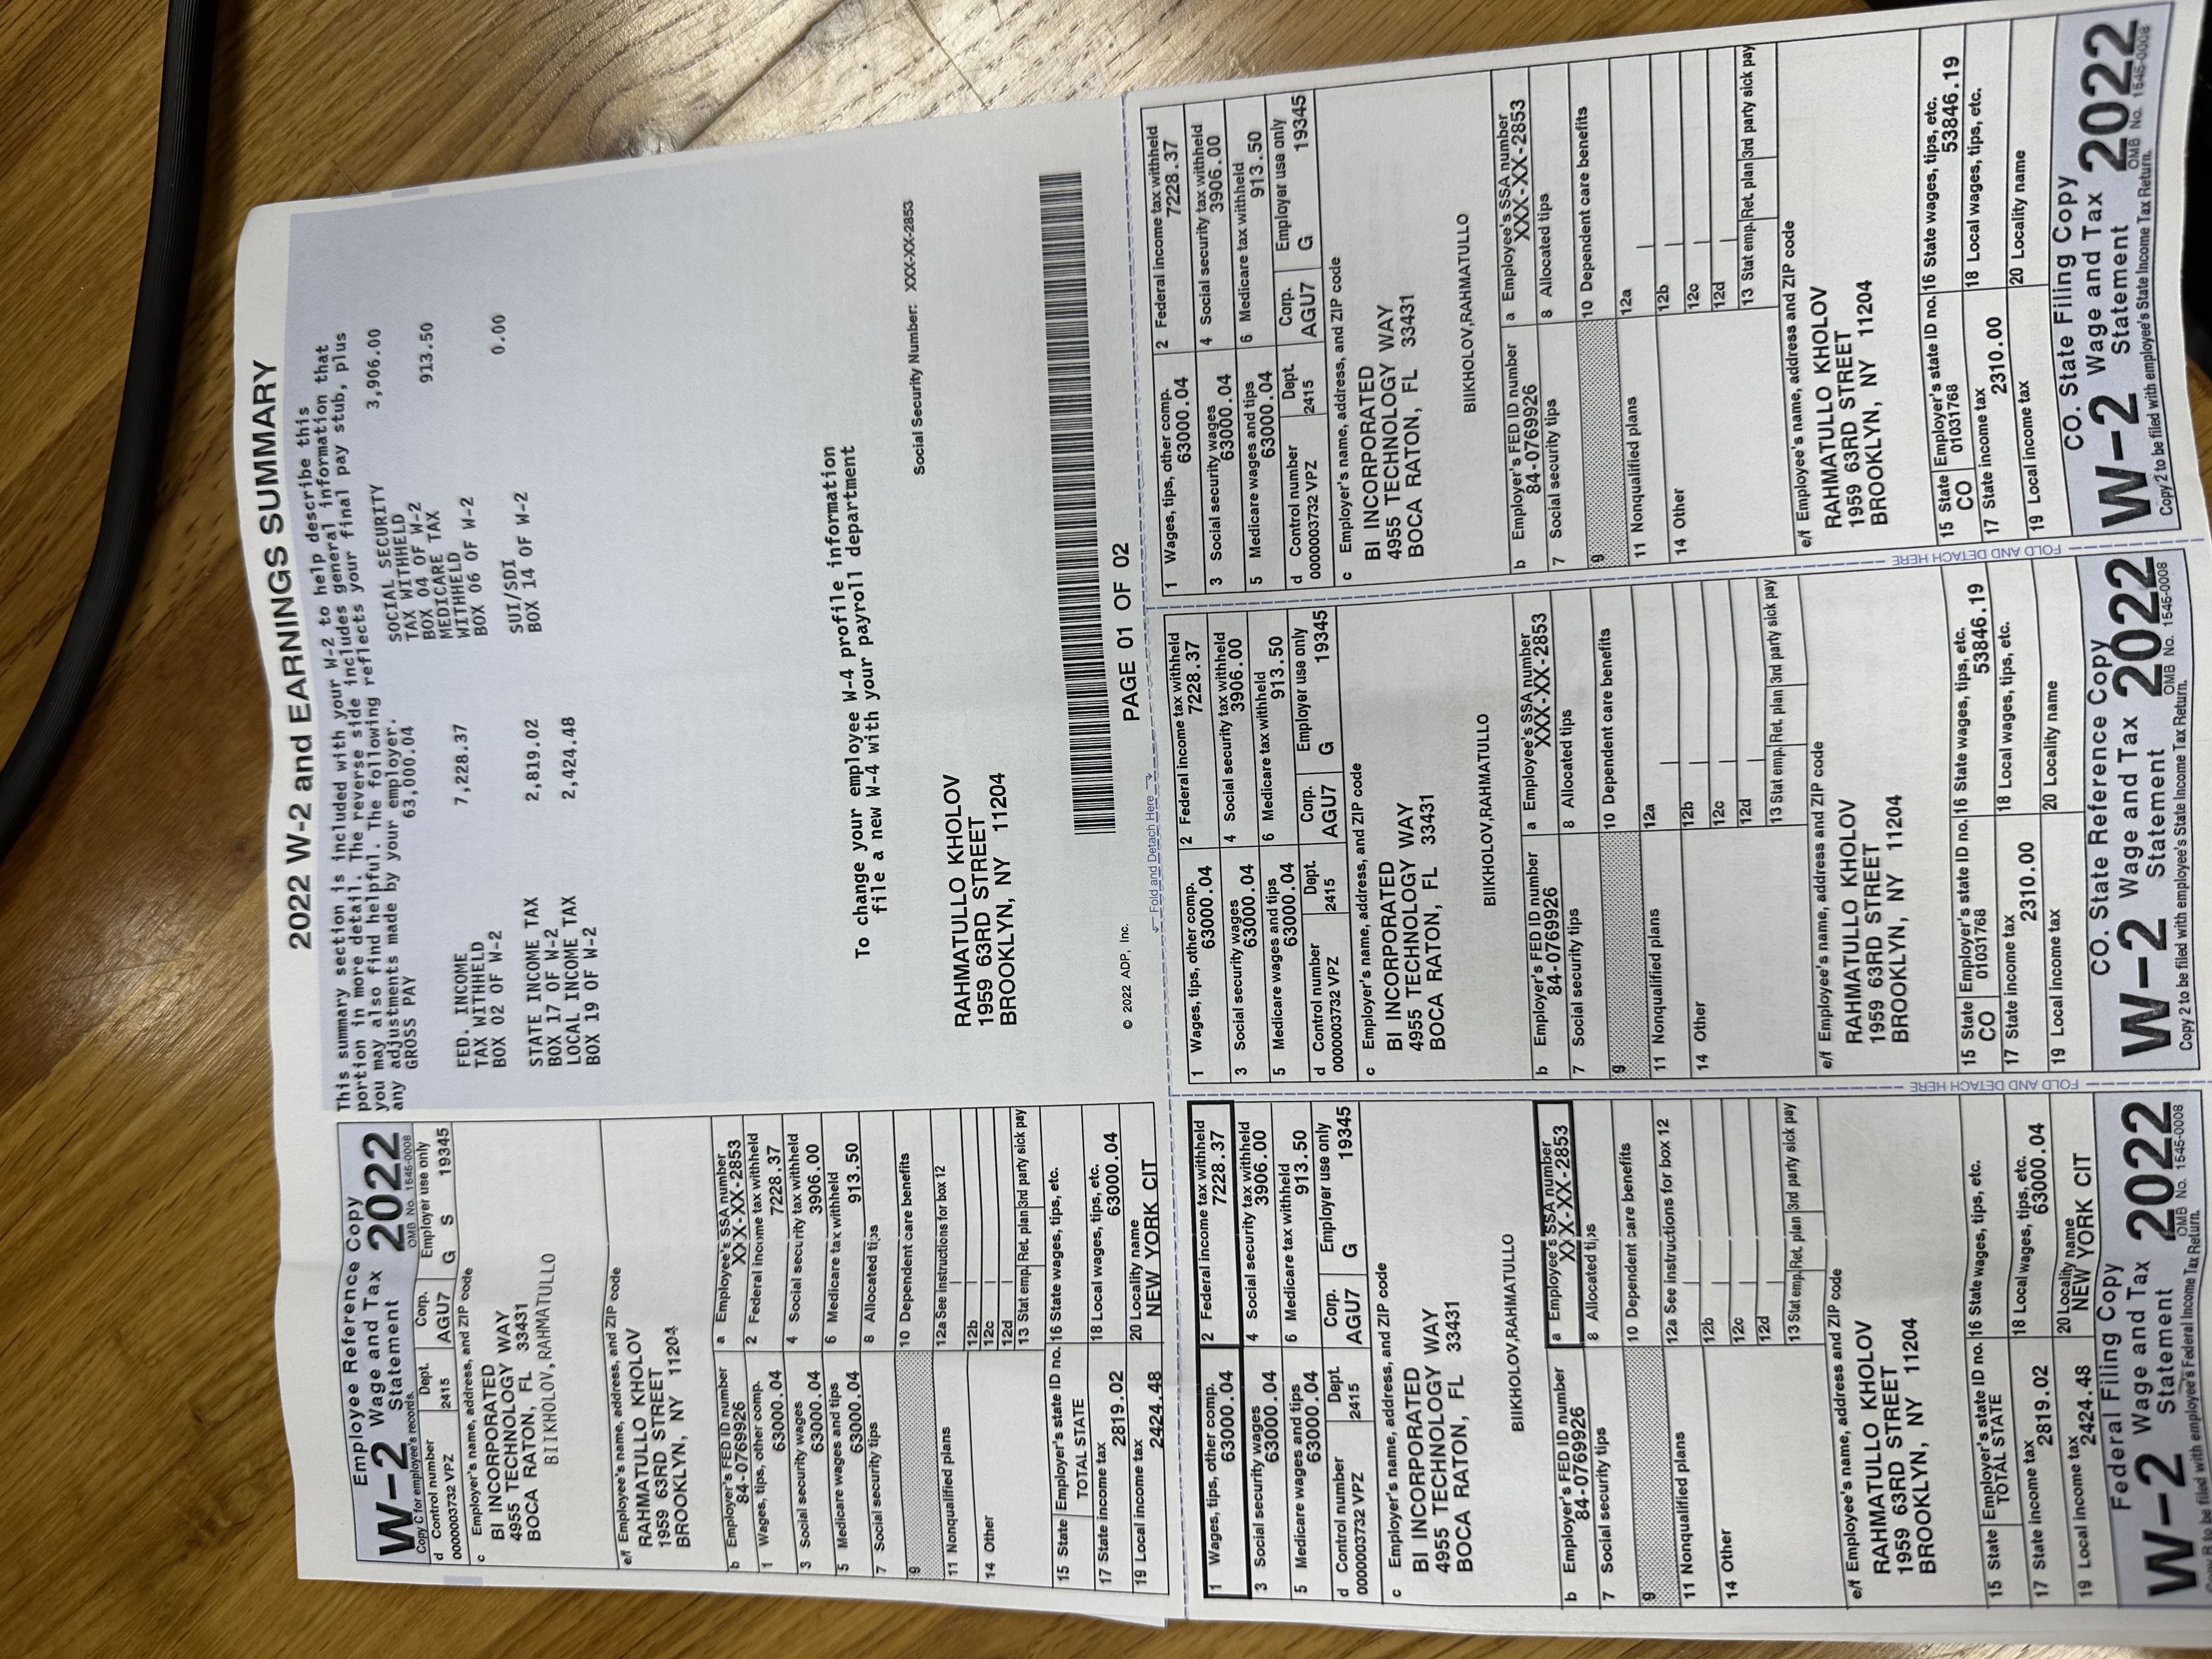 2022 W-2 and EARNINGS SUMMARY
Employee Reference Copy
W-2 Wage and Tax Statement 2022
Copy C for employee's records. OMB No. 1545-0008
d Control number Dept. Corp. Employer use only
0000003732 VPZ 2415 AGU7 G S 19345
c Employer's name, address, and ZIP code
BI INCORPORATED
4955 TECHNOLOGY WAY
BOCA RATON, FL 33431
BIIKHOLOV,RAHMATULLO
e/f Employee's name, address, and ZIP code
RAHMATULLO KHOLOV
1959 63RD STREET
BROOKLYN, NY 11204
b Employer's FED ID number a Employee's SSA number
84-0769926 XXX-XX-2853
1 Wages, tips, other comp. 2 Federal income tax withheld
63000.04 7228.37
3 Social security wages 4 Social security tax withheld
63000.04 3906.00
5 Medicare wages and tips 6 Medicare tax withheld
63000.04 913.50
7 Social security tips 8 Allocated tips
9 10 Dependent care benefits
11 Nonqualified plans 12a See instructions for box 12
12b
14 Other 12c
12d
13 Stat emp. Ret. plan 3rd party sick pay
15 State Employer's state ID no. 16 State wages, tips, etc.
TOTAL STATE
17 State income tax 18 Local wages, tips, etc.
2819.02 63000.04
19 Local income tax 20 Locality name
2424.48 NEW YORK CIT
This summary section is included with your W-2 to help describe this
portion in more detail. The reverse side includes general information that
you may also find helpful. The following reflects your final pay stub, plus
any adjustments made by your employer.
GROSS PAY 63,000.04
SOCIAL SECURITY 3,906.00
TAX WITHHELD
BOX 04 OF W-2
FED. INCOME 7,228.37
TAX WITHHELD
BOX 02 OF W-2
MEDICARE TAX 913.50
WITHHELD
BOX 06 OF W-2
STATE INCOME TAX 2,819.02
BOX 17 OF W-2
SUI/SDI 0.00
BOX 14 OF W-2
LOCAL INCOME TAX 2,424.48
BOX 19 OF W-2
To change your employee W-4 profile information
file a new W-4 with your payroll department
Social Security Number: XXX-XX-2853
RAHMATULLO KHOLOV
1959 63RD STREET
BROOKLYN, NY 11204
© 2022 ADP, Inc.
PAGE 01 OF 02
Fold and Detach Here
1 Wages, tips, other comp. 2 Federal income tax withheld
63000.04 7228.37
3 Social security wages 4 Social security tax withheld
63000.04 3906.00
5 Medicare wages and tips 6 Medicare tax withheld
63000.04 913.50
d Control number Dept. Corp. Employer use only
0000003732 VPZ 2415 AGU7 G 19345
c Employer's name, address, and ZIP code
BI INCORPORATED
4955 TECHNOLOGY WAY
BOCA RATON, FL 33431
BIIKHOLOV,RAHMATULLO
b Employer's FED ID number a Employee's SSA number
84-0769926 XXX-XX-2853
7 Social security tips 8 Allocated tips
9 10 Dependent care benefits
11 Nonqualified plans 12a See instructions for box 12
12b
14 Other 12c
12d
13 Stat emp. Ret. plan 3rd party sick pay
e/f Employee's name, address and ZIP code
RAHMATULLO KHOLOV
1959 63RD STREET
BROOKLYN, NY 11204
15 State Employer's state ID no. 16 State wages, tips, etc.
TOTAL STATE
17 State income tax 18 Local wages, tips, etc.
2819.02 63000.04
19 Local income tax 20 Locality name
2424.48 NEW YORK CIT
Federal Filing Copy
W-2 Wage and Tax Statement 2022
OMB No. 1545-0008
Copy B to be filed with employee's Federal Income Tax Return.
FOLD AND DETACH HERE
1 Wages, tips, other comp. 2 Federal income tax withheld
63000.04 7228.37
3 Social security wages 4 Social security tax withheld
63000.04 3906.00
5 Medicare wages and tips 6 Medicare tax withheld
63000.04 913.50
d Control number Dept. Corp. Employer use only
0000003732 VPZ 2415 AGU7 G 19345
c Employer's name, address, and ZIP code
BI INCORPORATED
4955 TECHNOLOGY WAY
BOCA RATON, FL 33431
BIIKHOLOV,RAHMATULLO
b Employer's FED ID number a Employee's SSA number
84-0769926 XXX-XX-2853
7 Social security tips 8 Allocated tips
9 10 Dependent care benefits
11 Nonqualified plans 12a
12b
14 Other 12c
12d
13 Stat emp. Ret. plan 3rd party sick pay
e/f Employee's name, address and ZIP code
RAHMATULLO KHOLOV
1959 63RD STREET
BROOKLYN, NY 11204
15 State Employer's state ID no. 16 State wages, tips, etc.
CO 01031768 53846.19
17 State income tax 18 Local wages, tips, etc.
2310.00
19 Local income tax 20 Locality name
CO. State Reference Copy
W-2 Wage and Tax Statement 2022
OMB No. 1545-0008
Copy 2 to be filed with employee's State Income Tax Return.
FOLD AND DETACH HERE
1 Wages, tips, other comp. 2 Federal income tax withheld
63000.04 7228.37
3 Social security wages 4 Social security tax withheld
63000.04 3906.00
5 Medicare wages and tips 6 Medicare tax withheld
63000.04 913.50
d Control number Dept. Corp. Employer use only
0000003732 VPZ 2415 AGU7 G 19345
c Employer's name, address, and ZIP code
BI INCORPORATED
4955 TECHNOLOGY WAY
BOCA RATON, FL 33431
BIIKHOLOV,RAHMATULLO
b Employer's FED ID number a Employee's SSA number
84-0769926 XXX-XX-2853
7 Social security tips 8 Allocated tips
9 10 Dependent care benefits
11 Nonqualified plans 12a
12b
14 Other 12c
12d
13 Stat emp. Ret. plan 3rd party sick pay
e/f Employee's name, address and ZIP code
RAHMATULLO KHOLOV
1959 63RD STREET
BROOKLYN, NY 11204
15 State Employer's state ID no. 16 State wages, tips, etc.
CO 01031768 53846.19
17 State income tax 18 Local wages, tips, etc.
2310.00
19 Local income tax 20 Locality name
CO. State Filing Copy
W-2 Wage and Tax Statement 2022
OMB No. 1545-0008
Copy 2 to be filed with employee's State Income Tax Return.